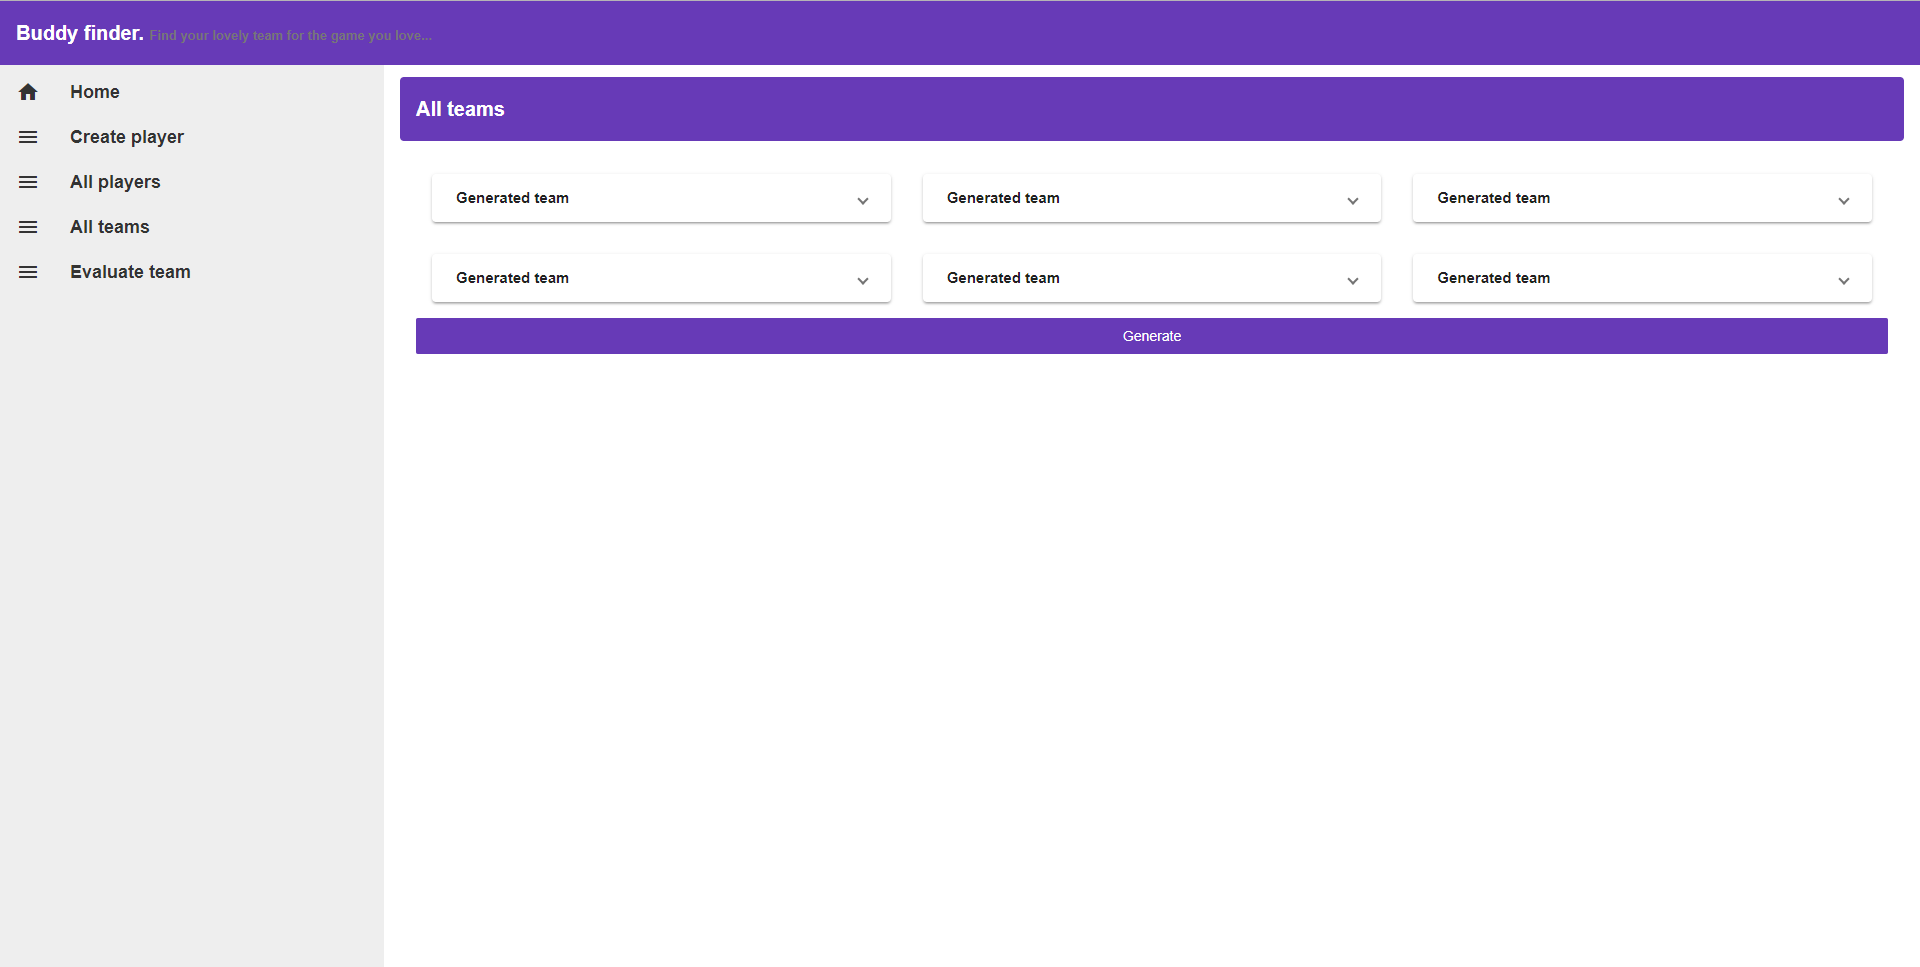 Buddy finder. Find your lovely team for the game you love...
Home
Create player
All players
All teams
Evaluate team
All teams
Generated team
Generated team
Generated team
Generated team
Generated team
Generated team
Generate